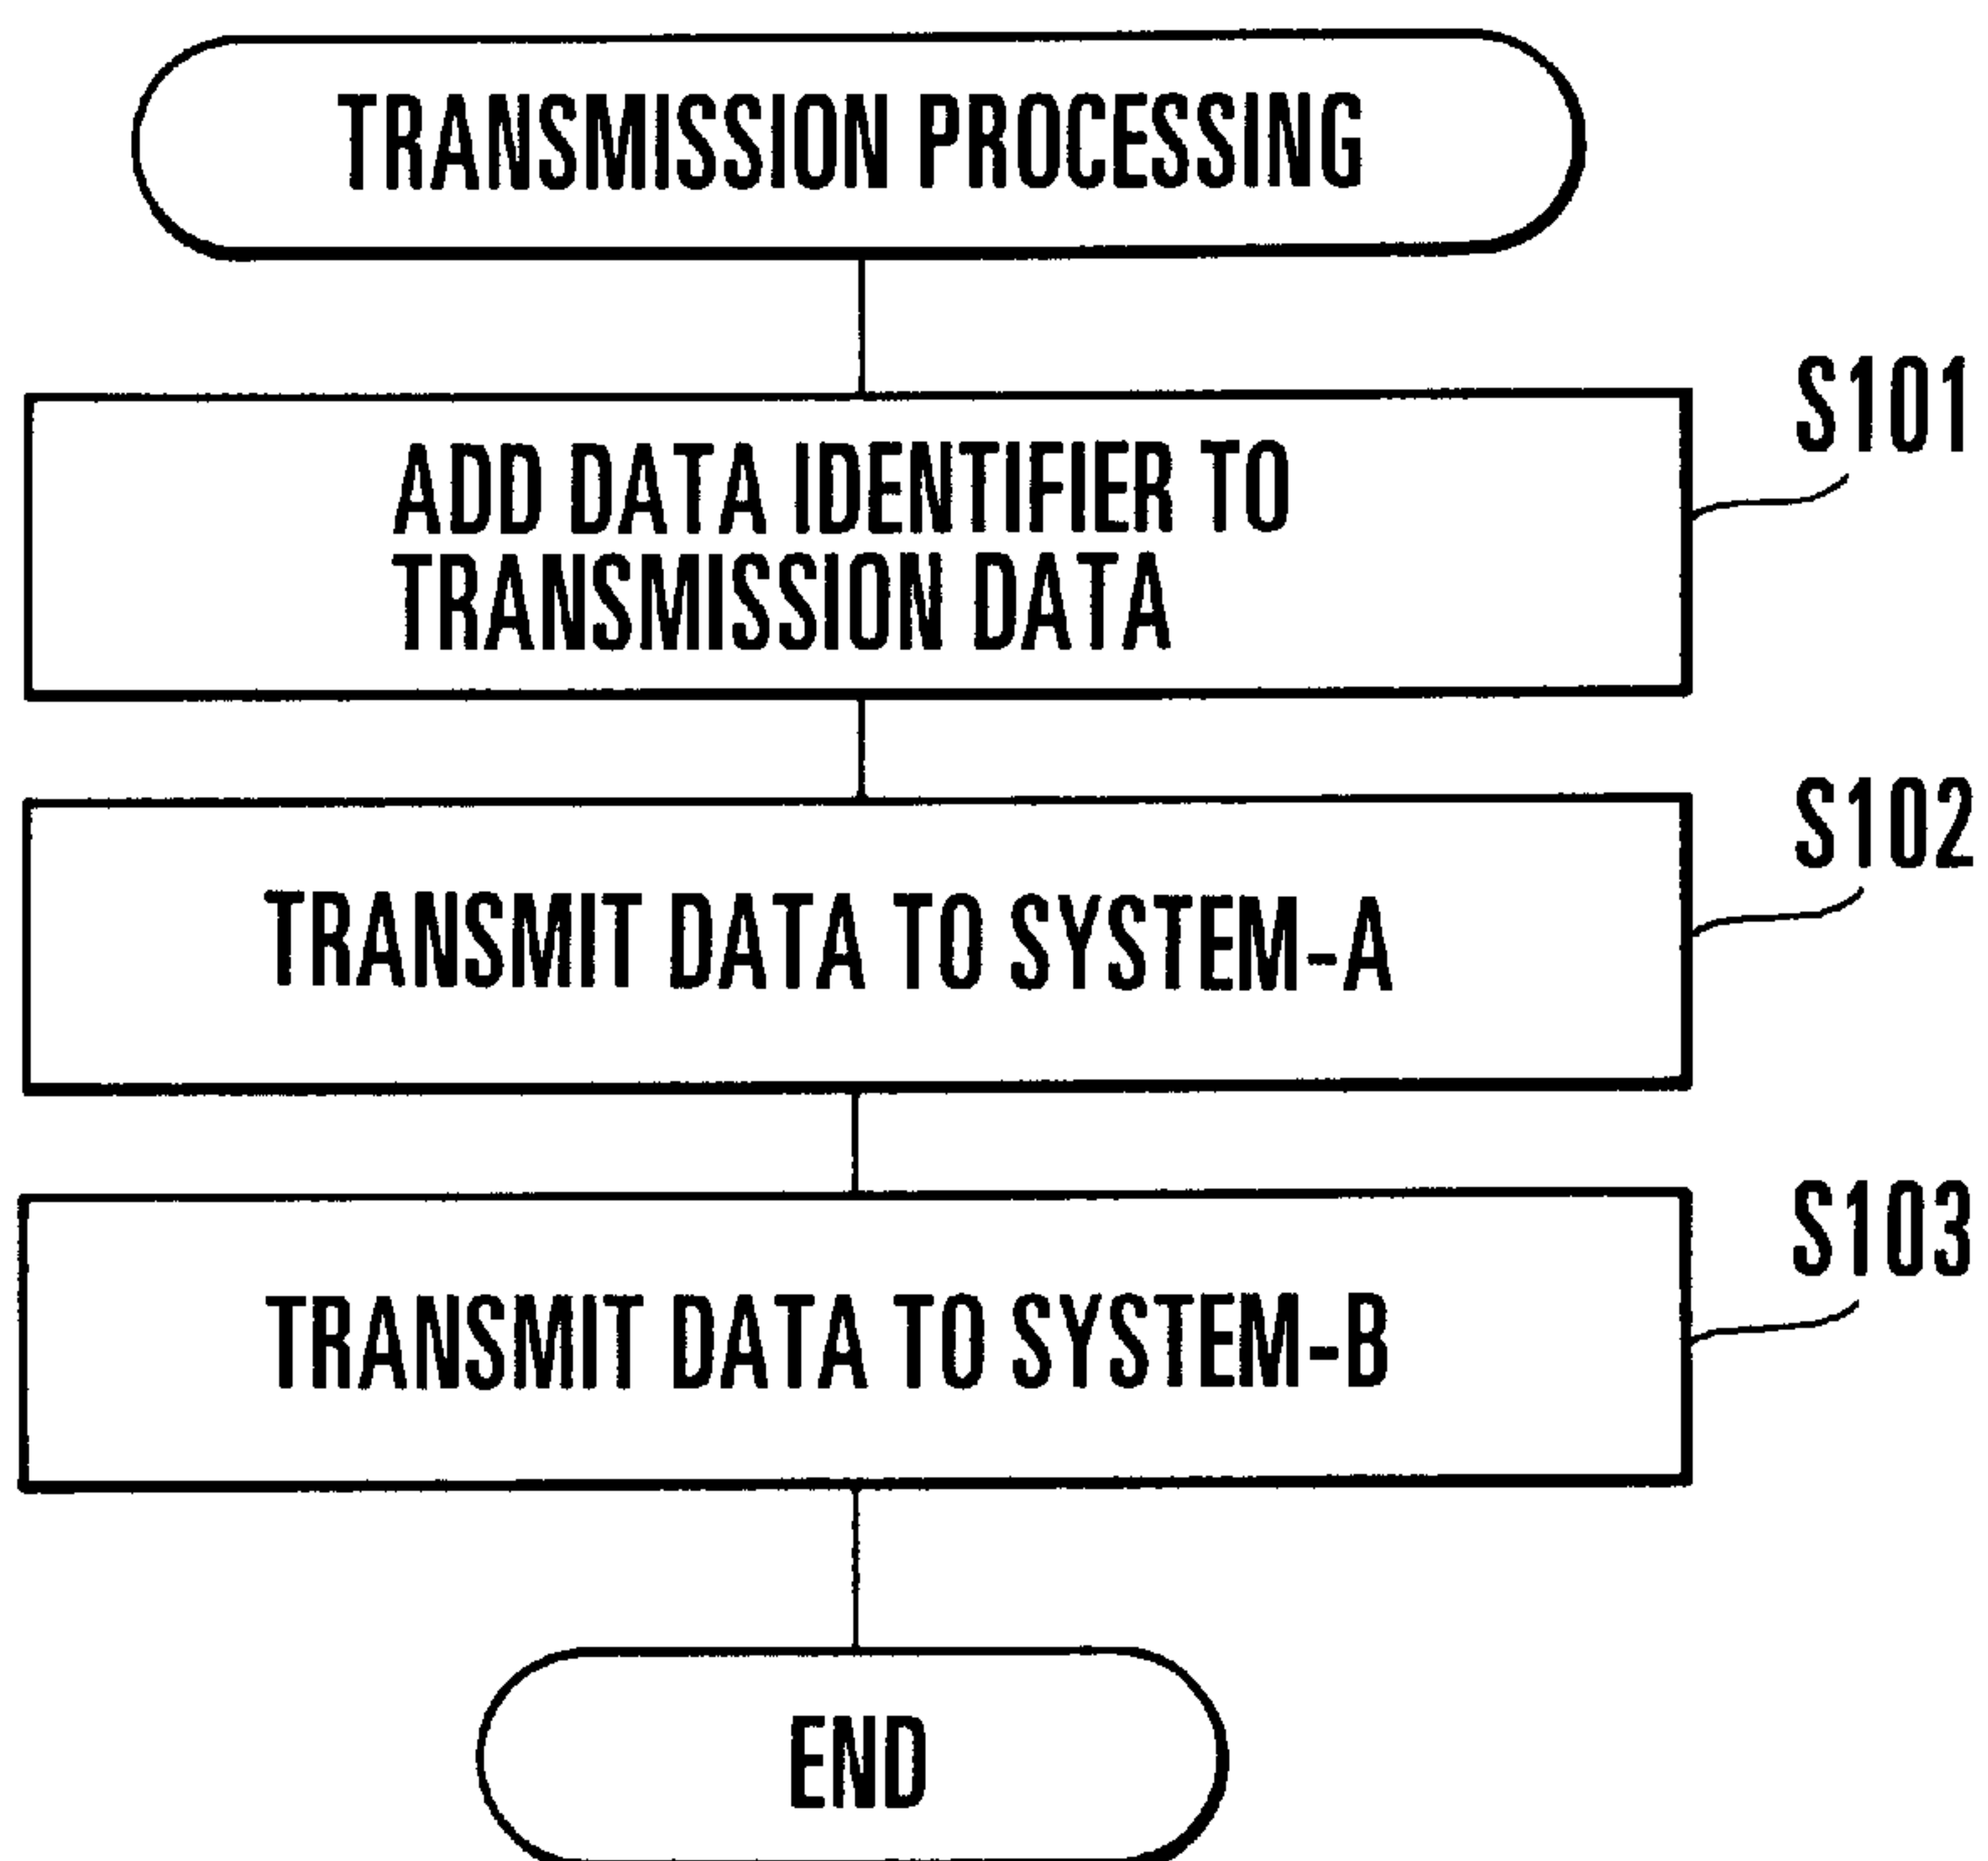 TRANSMISSION PROCESSING
S101
ADD DATA IDENTIFIER TO
TRANSMISSION DATA
S102
TRANSMIT DATA TO SYSTEM-A
S103
TRANSMIT DATA TO SYSTEM-B
END